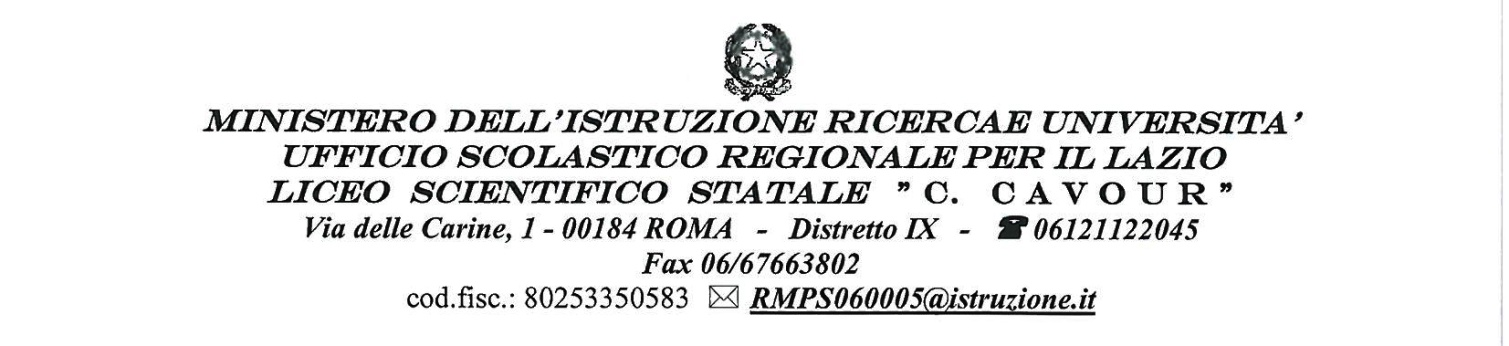 MINISTERO DELL'ISTRUZIONE RICERCAE UNIVERSITA'
UFFICIO SCOLASTICO REGIONALE PER IL LAZIO
LICEO SCIENTIFICO STATALE " C. CAVOUR "
Via delle Carine, 1 - 00184 ROMA - Distretto IX - ☎ 06121122045
Fax 06/67663802
cod.fisc.: 80253350583 ✉ RMPS060005@istruzione.it